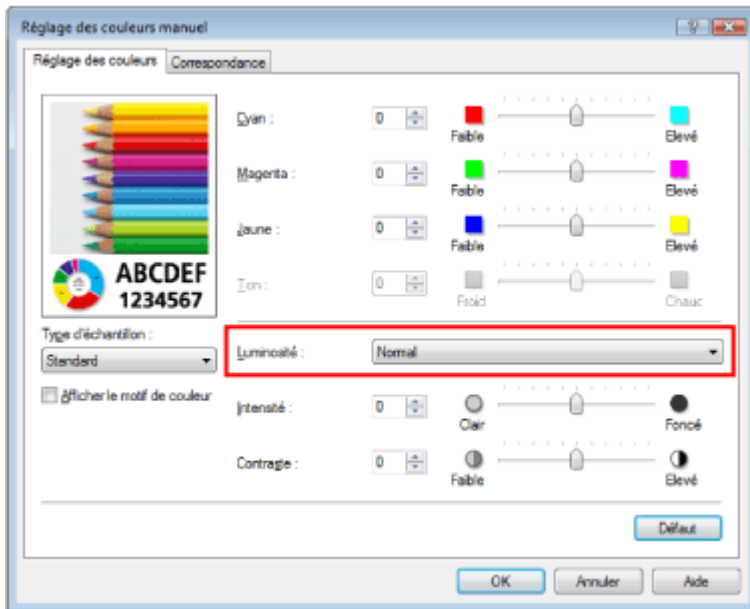 Réglage des couleurs manuel
Réglage des couleurs
Correspondance
Cyan : 0 Faible Elevé
Magenta : 0 Faible Elevé
Jaune : 0 Faible Elevé
Ton : 0 Froid Chauc
ABCDEF
1234567
Type d'échantillon :
Standard
Afficher le motif de couleur
Luminosité : Normal
Intensité : 0 Clair Foncé
Contraste : 0 Faible Elevé
Défaut
OK Annuler Aide